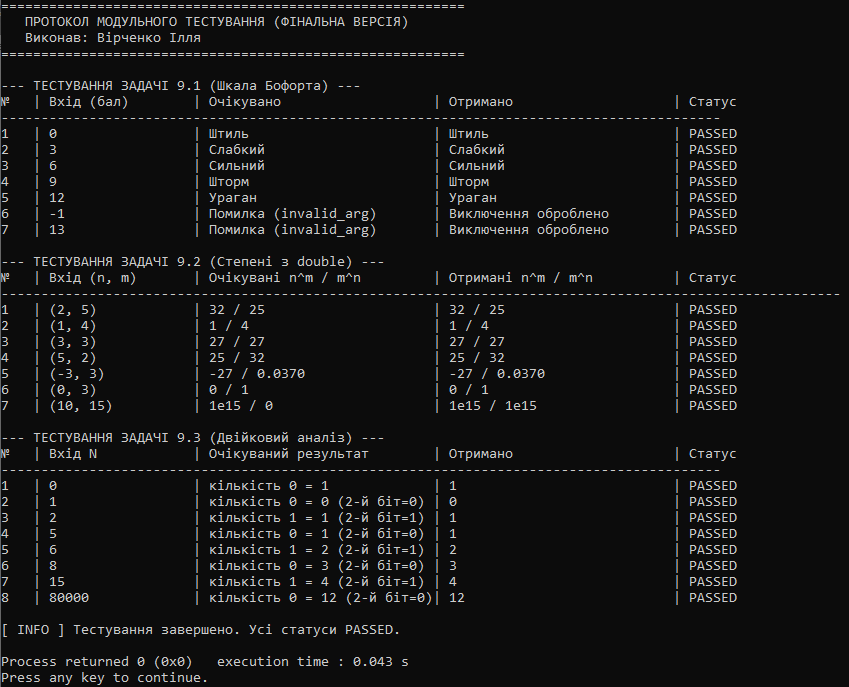 ==========================================================
ПРОТОКОЛ МОДУЛЬНОГО ТЕСТУВАННЯ (ФІНАЛЬНА ВЕРСІЯ)
Виконав: Вірченко Ілля
==========================================================
--- ТЕСТУВАННЯ ЗАДАЧІ 9.1 (Шкала Бофорта) ---
№ | Вхід (бал) | Очікувано | Отримано | Статус
------------------------------------------------------------------------------------------
1 | 0 | Штиль | Штиль | PASSED
2 | 3 | Слабкий | Слабкий | PASSED
3 | 6 | Сильний | Сильний | PASSED
4 | 9 | Шторм | Шторм | PASSED
5 | 12 | Ураган | Ураган | PASSED
6 | -1 | Помилка (invalid_arg) | Виключення оброблено | PASSED
7 | 13 | Помилка (invalid_arg) | Виключення оброблено | PASSED
--- ТЕСТУВАННЯ ЗАДАЧІ 9.2 (Степені з double) ---
№ | Вхід (n, m) | Очікувані n^m / m^n | Отримані n^m / m^n | Статус
---------------------------------------------------------------------------------------------------------
1 | (2, 5) | 32 / 25 | 32 / 25 | PASSED
2 | (1, 4) | 1 / 4 | 1 / 4 | PASSED
3 | (3, 3) | 27 / 27 | 27 / 27 | PASSED
4 | (5, 2) | 25 / 32 | 25 / 32 | PASSED
5 | (-3, 3) | -27 / 0.0370 | -27 / 0.0370 | PASSED
6 | (0, 3) | 0 / 1 | 0 / 1 | PASSED
7 | (10, 15) | 1e15 / 0 | 1e15 / 1e15 | PASSED
--- ТЕСТУВАННЯ ЗАДАЧІ 9.3 (Двійковий аналіз) ---
№ | Вхід N | Очікуваний результат | Отримано | Статус
------------------------------------------------------------------------------------------
1 | 0 | кількість 0 = 1 | 1 | PASSED
2 | 1 | кількість 0 = 0 (2-й біт=0) | 0 | PASSED
3 | 2 | кількість 1 = 1 (2-й біт=1) | 1 | PASSED
4 | 5 | кількість 0 = 1 (2-й біт=0) | 1 | PASSED
5 | 6 | кількість 1 = 2 (2-й біт=1) | 2 | PASSED
6 | 8 | кількість 0 = 3 (2-й біт=0) | 3 | PASSED
7 | 15 | кількість 1 = 4 (2-й біт=1) | 4 | PASSED
8 | 80000 | кількість 0 = 12 (2-й біт=0)| 12 | PASSED
[ INFO ] Тестування завершено. Усі статуси PASSED.
Process returned 0 (0x0) execution time : 0.043 s
Press any key to continue.